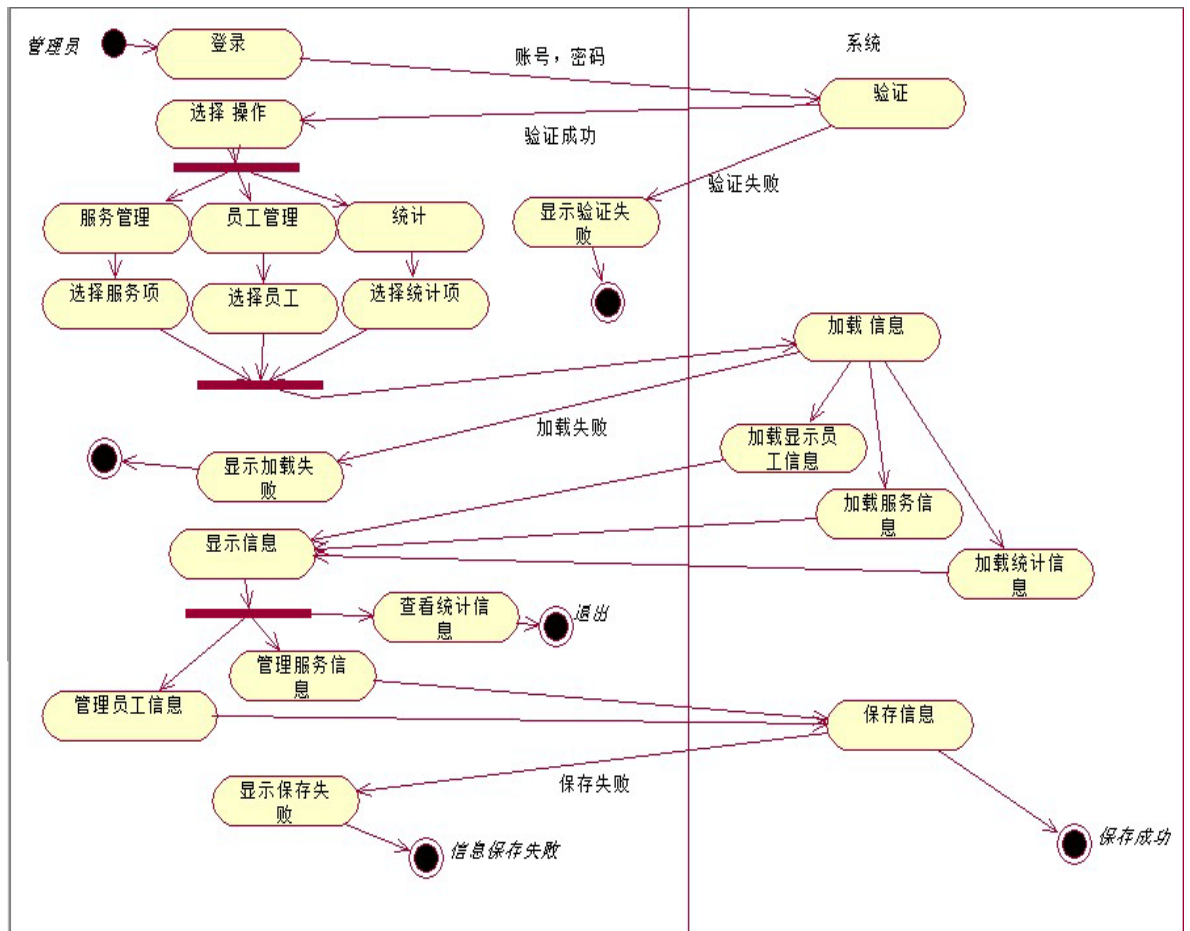 管理员
登录
账号，密码
系统
验证
选择 操作
验证成功
验证失败
服务管理
员工管理
统计
显示验证失
败
选择服务项
选择员工
选择统计项
加载 信息
加载失败
加载显示员
工信息
显示加载失
败
加载服务信
息
显示信息
加载统计信
息
查看统计信
息
退出
管理服务信
息
管理员工信息
保存信息
显示保存失
败
保存失败
信息保存失败
保存成功